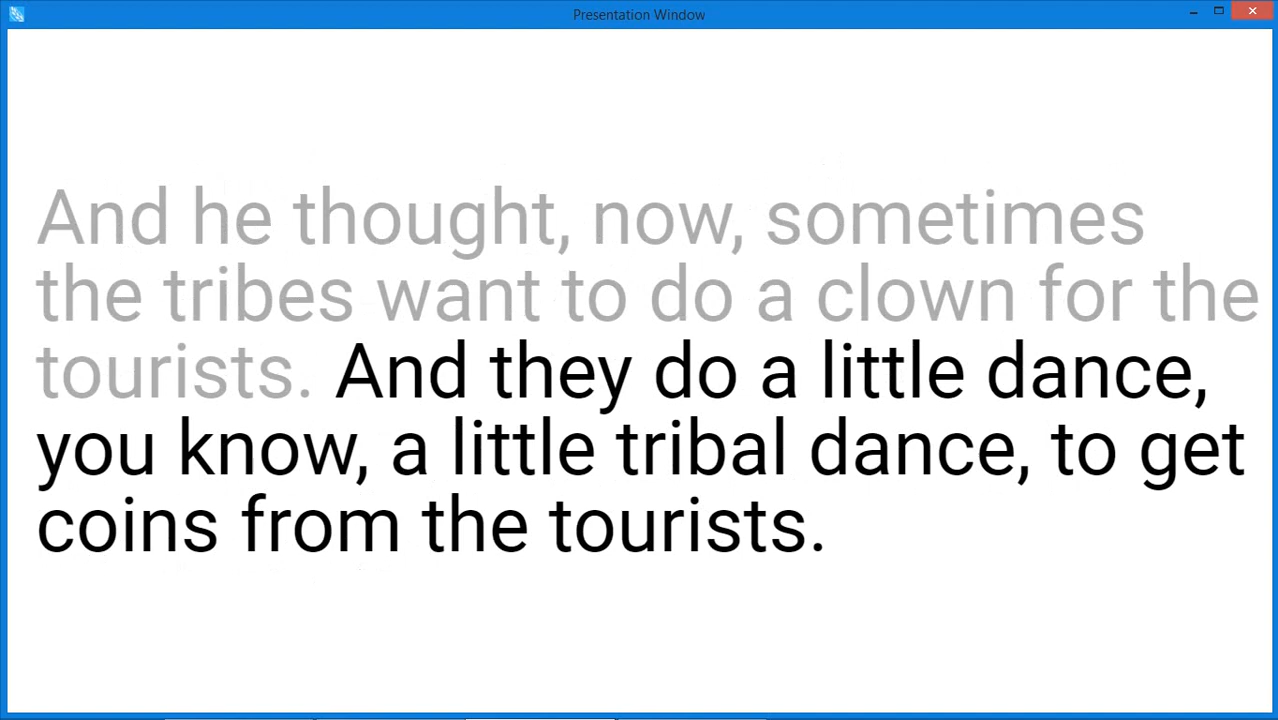 Presentation Window
And he thought, now, sometimes
the tribes want to do a clown for the
tourists. And they do a little dance,
you know, a little tribal dance, to get
coins from the tourists.